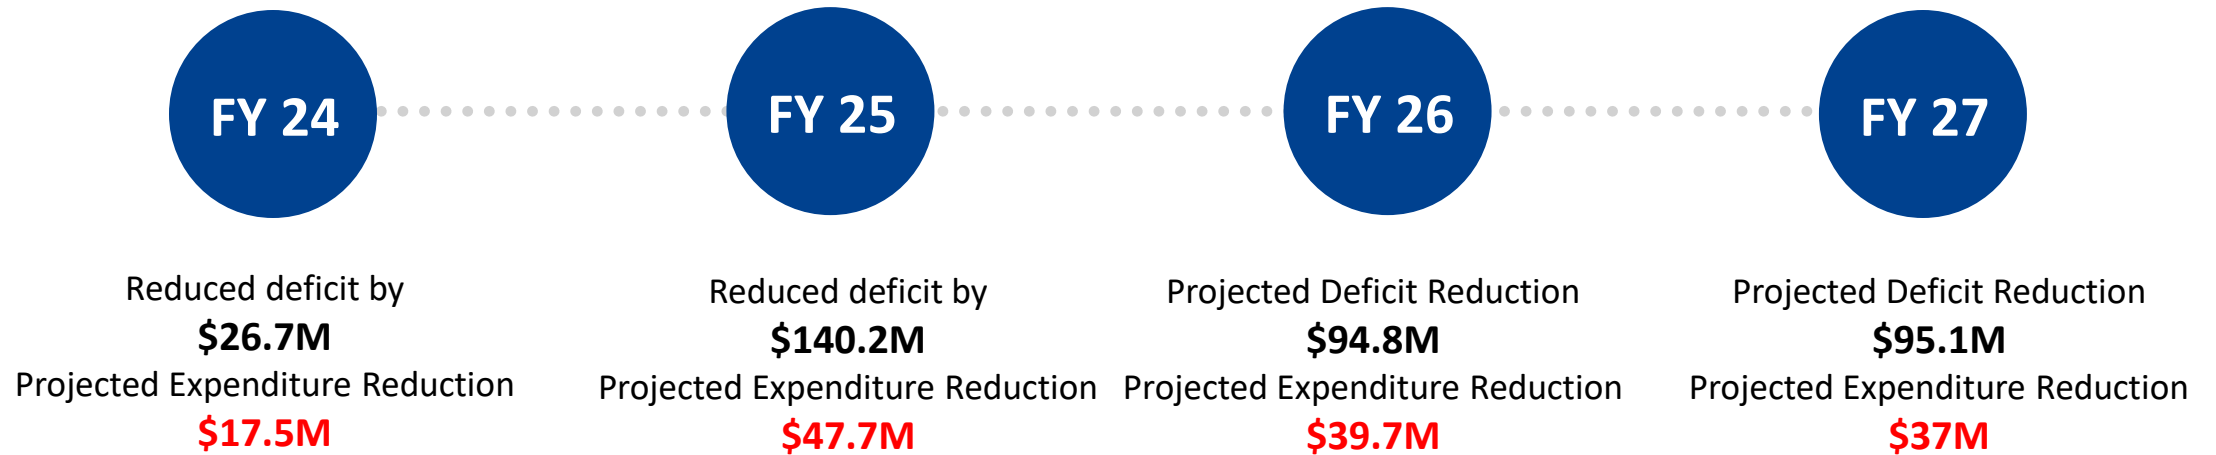 FY 24
FY 25
FY 26
FY 27
Reduced deficit by
$26.7M
Projected Expenditure Reduction
$17.5M
Reduced deficit by
$140.2M
Projected Expenditure Reduction
$47.7M
Projected Deficit Reduction
$94.8M
Projected Expenditure Reduction
$39.7M
Projected Deficit Reduction
$95.1M
Projected Expenditure Reduction
$37M